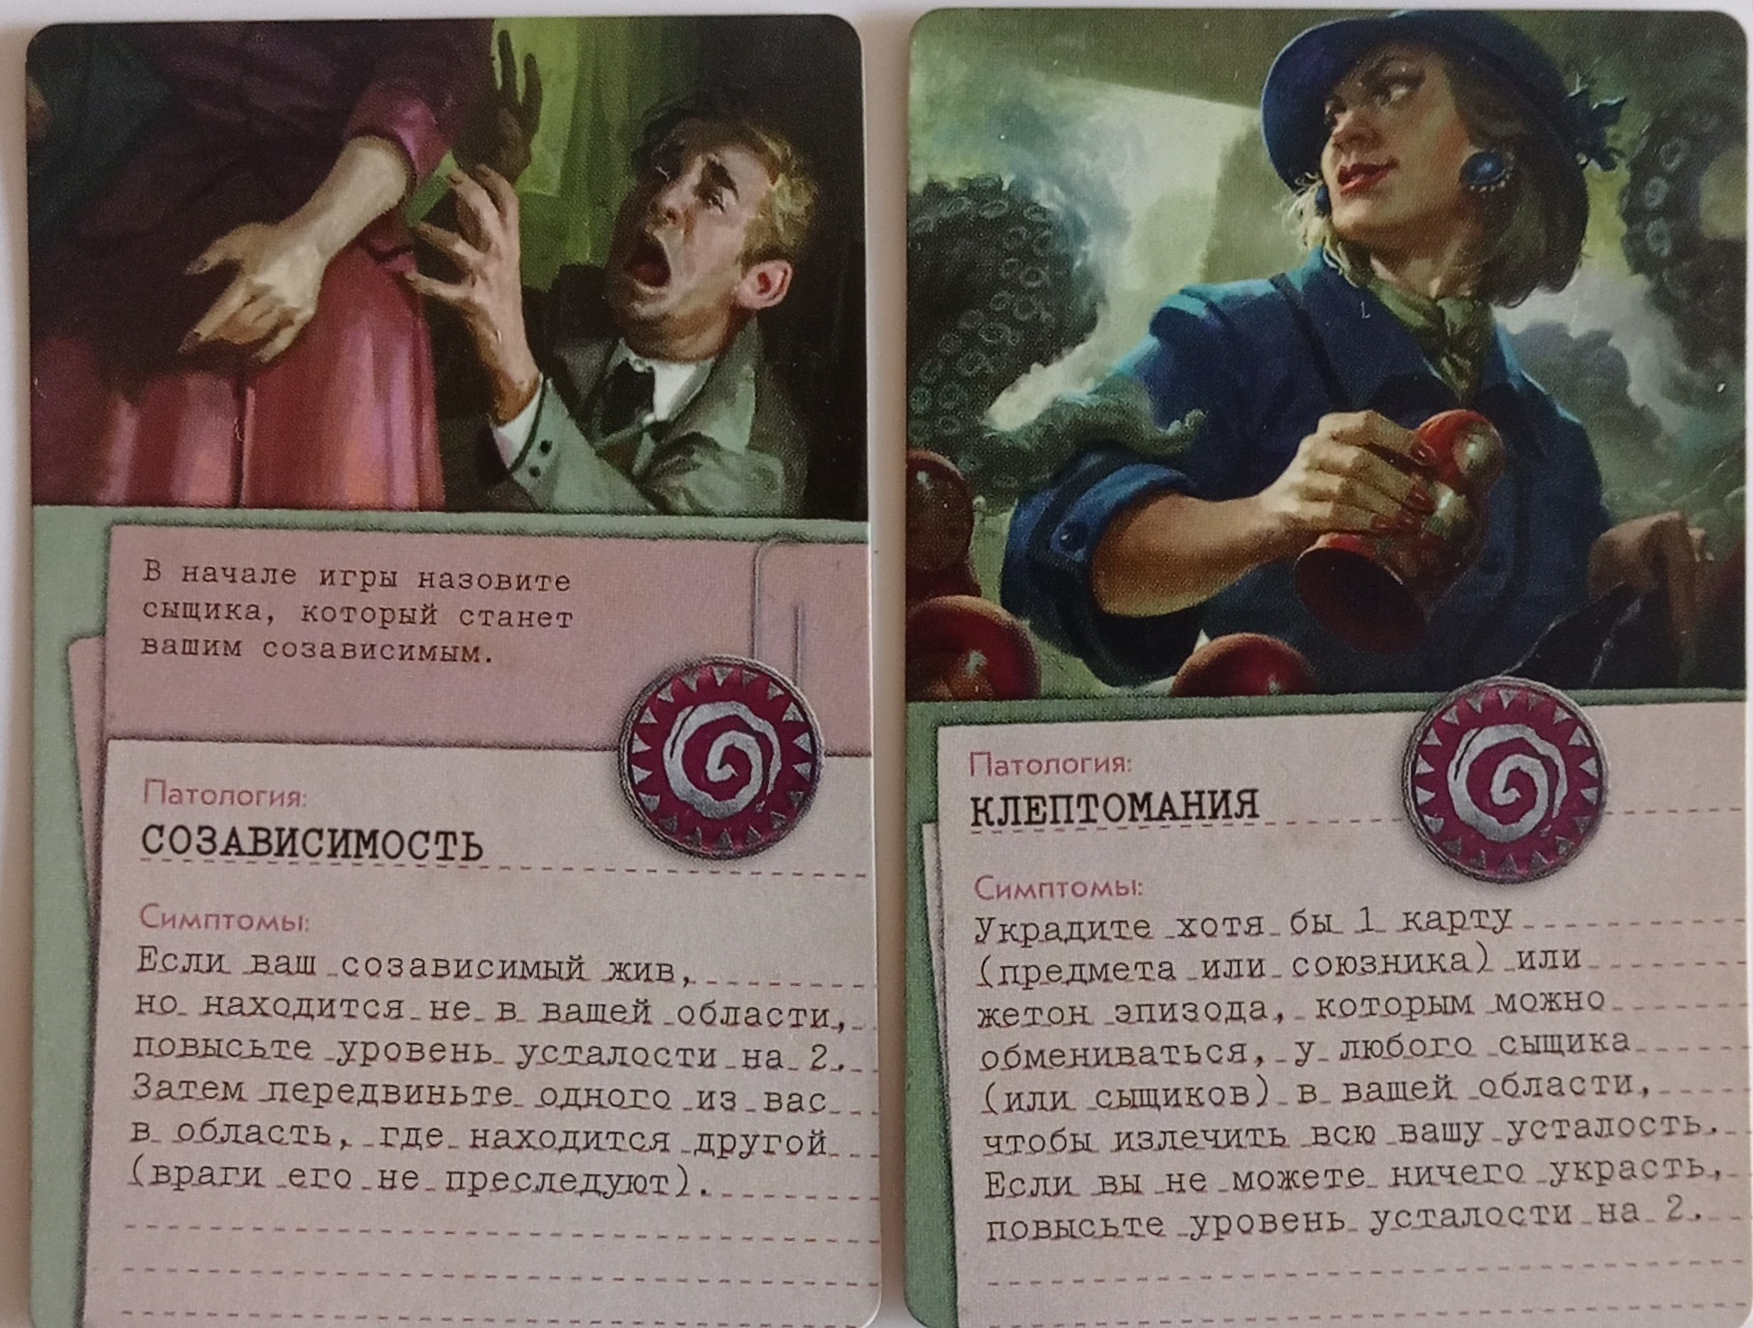 В начале игры назовите
сыщика, который станет
вашим созависимым.
Патология:
СОЗАВИСИМОСТЬ
Симптомы:
Если ваш созависимый жив,
но находится не в вашей области,
повысьте уровень усталости на 2.
Затем передвиньте одного из вас
в область, где находится другой
(враги его не преследуют).
Патология:
КЛЕПТОМАНИЯ
Симптомы:
Украдите хотя бы 1 карту
(предмета или союзника) или
жетон эпизода, которым можно
обмениваться, у любого сыщика
(или сыщиков) в вашей области,
чтобы излечить всю вашу усталость.
Если вы не можете ничего украсть,
повысьте уровень усталости на 2.